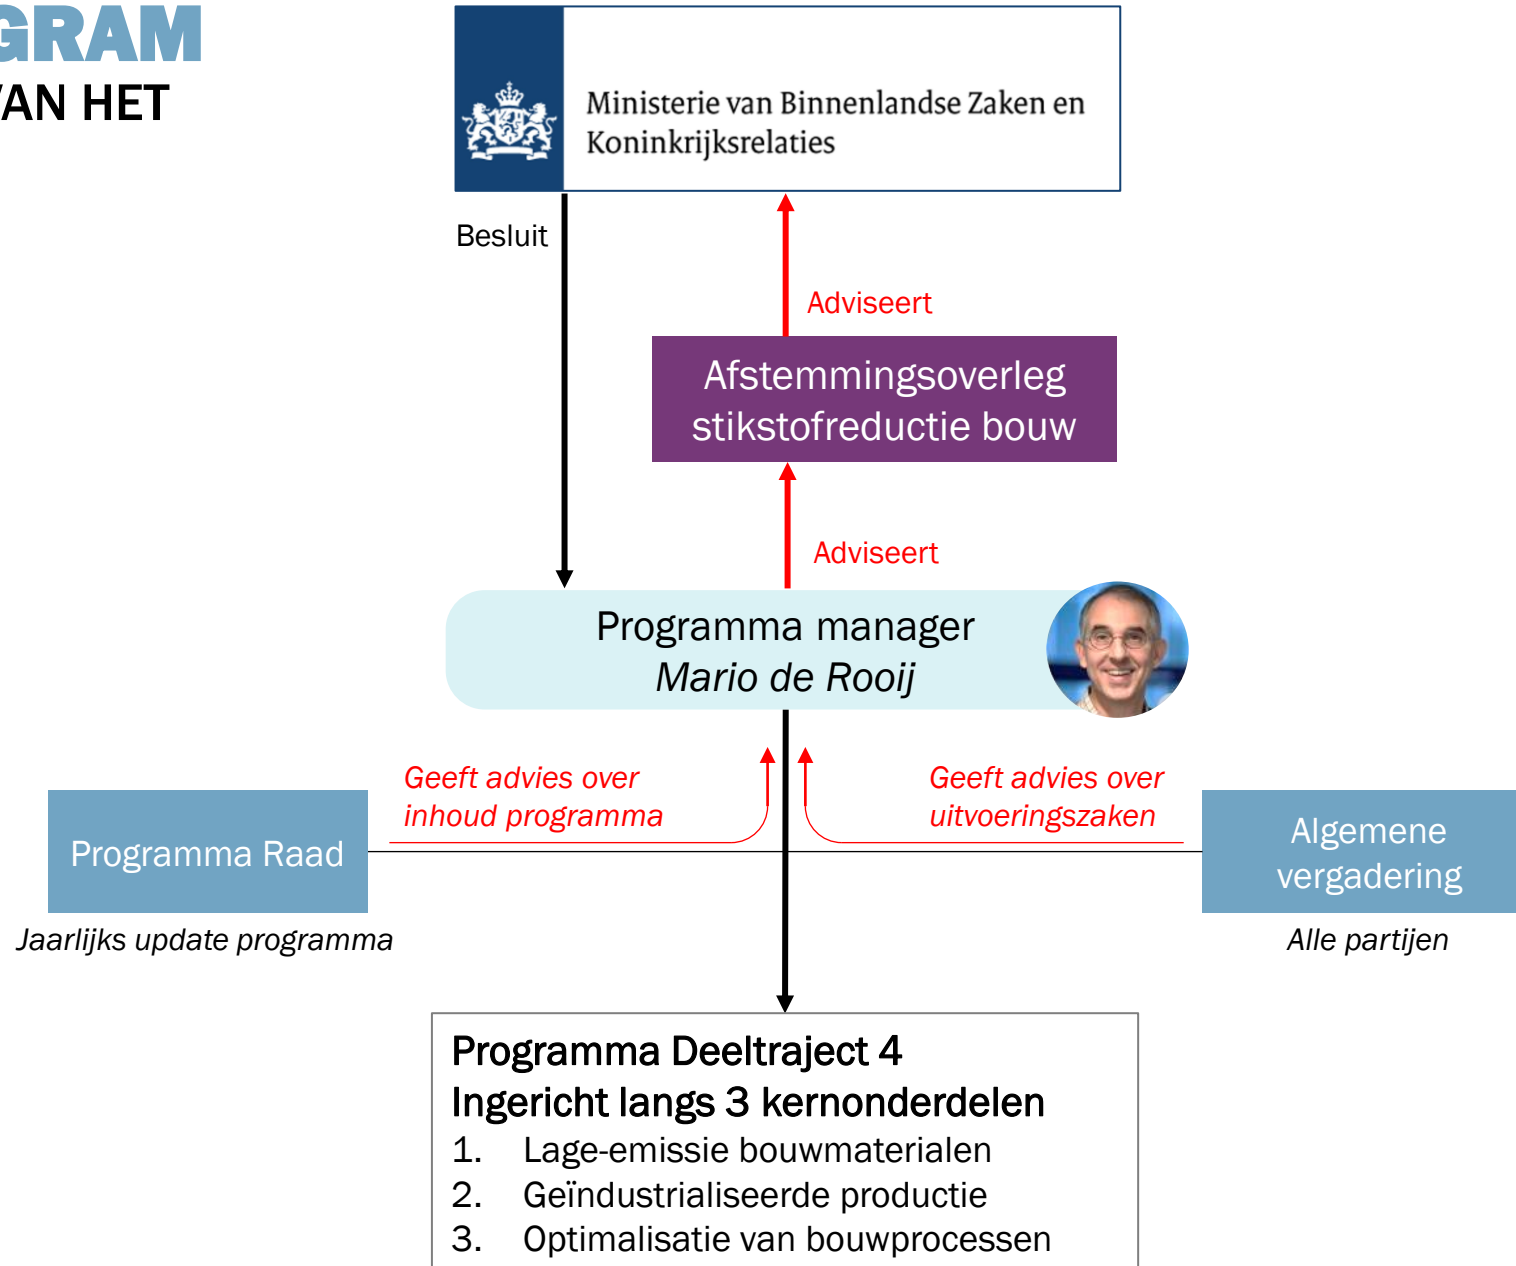 GRAM
VAN HET
Ministerie van Binnenlandse Zaken en
Koninkrijksrelaties
Besluit
Adviseert
Afstemmingsoverleg
stikstofreductie bouw
Adviseert
Programma manager
Mario de Rooij
Geeft advies over
inhoud programma
Geeft advies over
uitvoeringszaken
Programma Raad
Algemene
vergadering
Jaarlijks update programma
Alle partijen
Programma Deeltraject 4
Ingericht langs 3 kernonderdelen
1. Lage-emissie bouwmaterialen
2. Geïndustrialiseerde productie
3. Optimalisatie van bouwprocessen